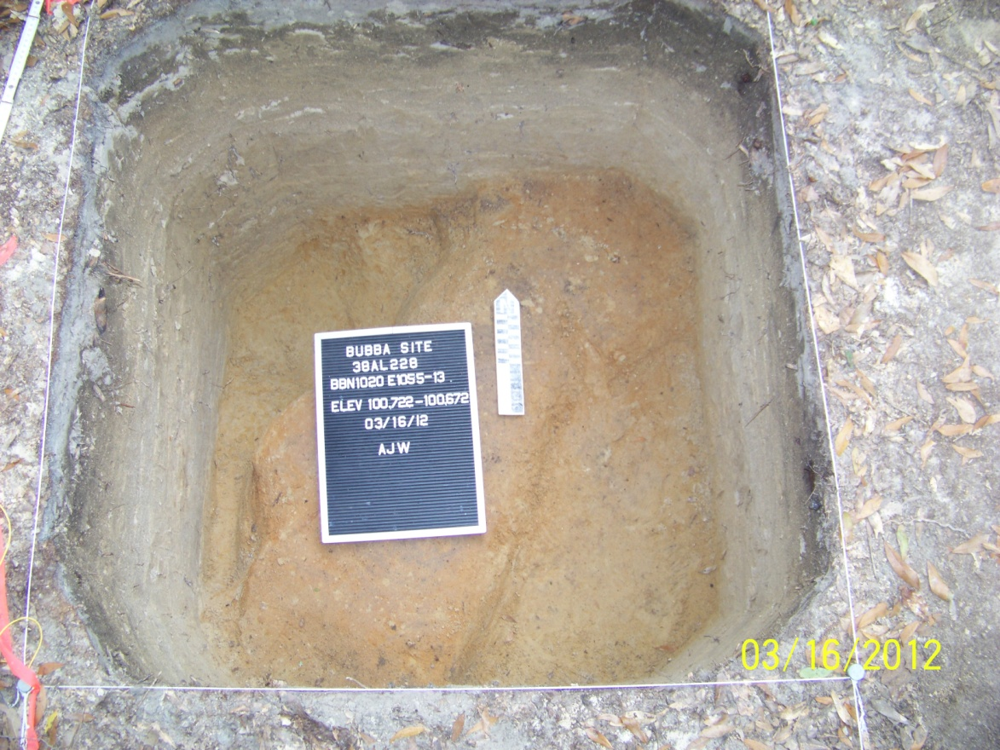 BUBBA SITE
38AL228
BBN1020 E1055-13
ELEV 100.722-100.672
03/16/12
AJW
03/16/2012